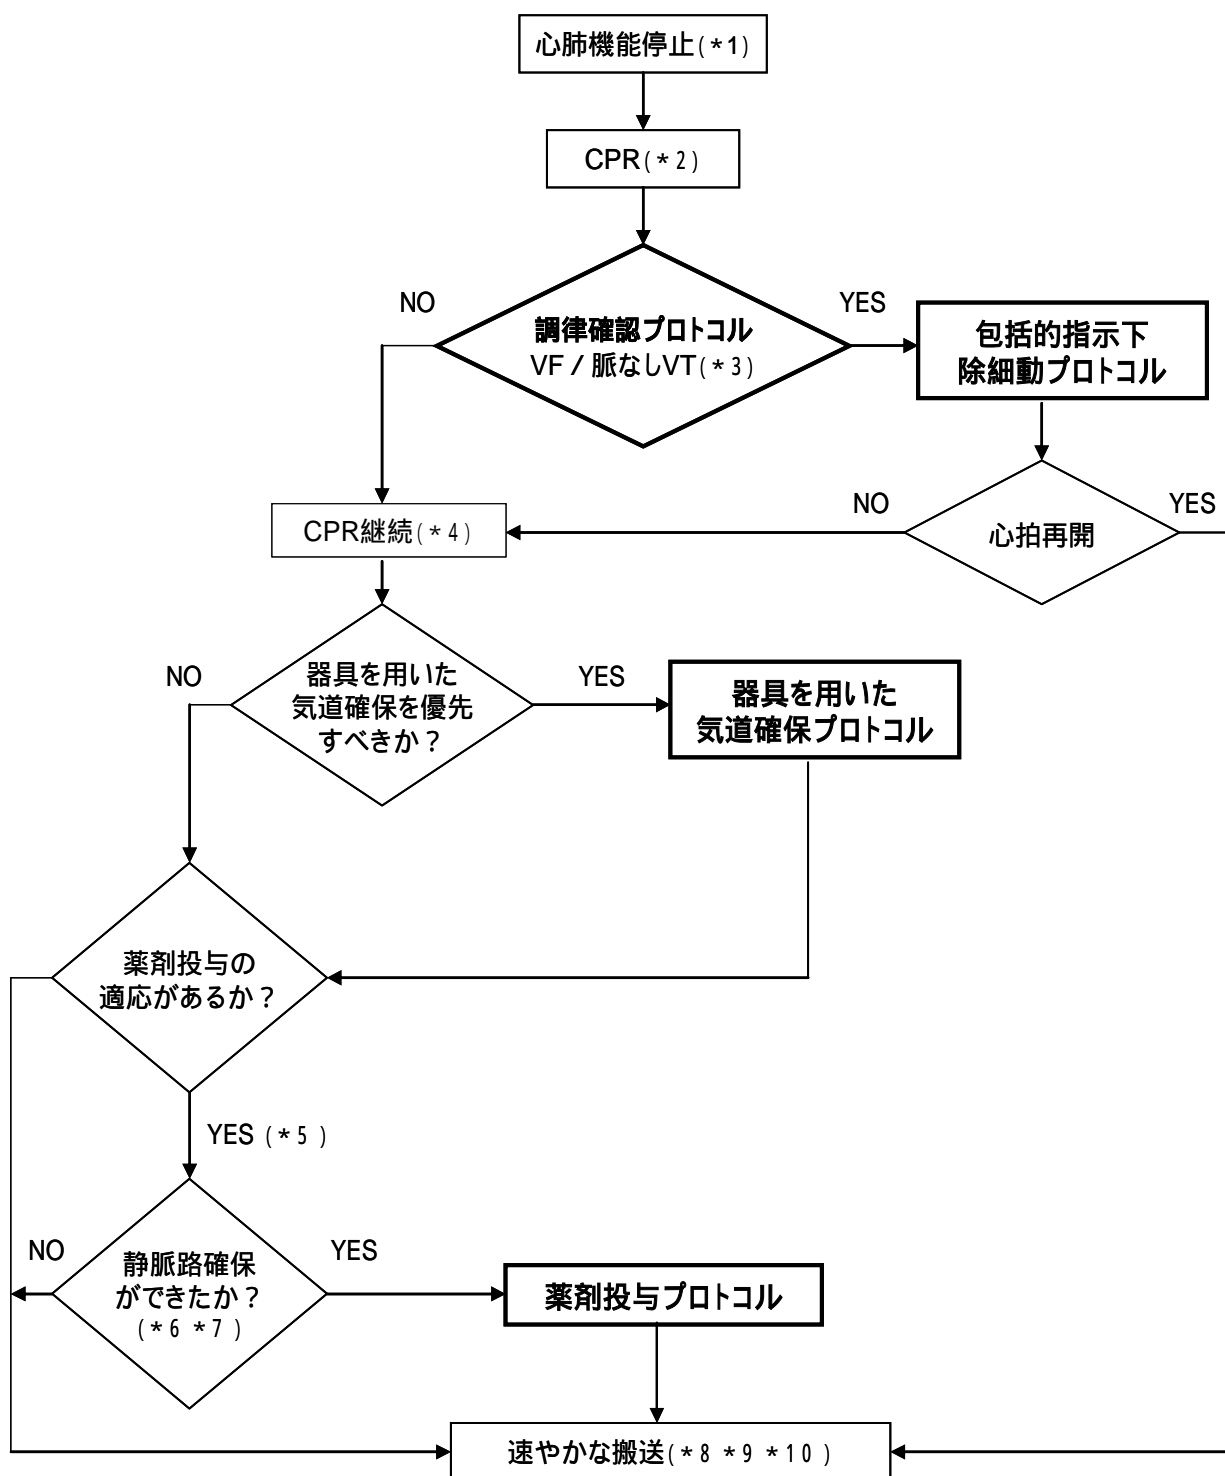 心肺機能停止(*1)
CPR(*2)
NO
YES
調律確認プロトコル
VF / 脈なしVT(*3)
包括的指示下
除細動プロトコル
NO
YES
CPR継続(*4)
心拍再開
NO
YES
器具を用いた
気道確保を優先
すべきか？
器具を用いた
気道確保プロトコル
薬剤投与の
適応があるか？
YES (*5 )
NO
YES
静脈路確保
ができたか？
(*6 *7 )
薬剤投与プロトコル
速やかな搬送(*8 *9 *10 )